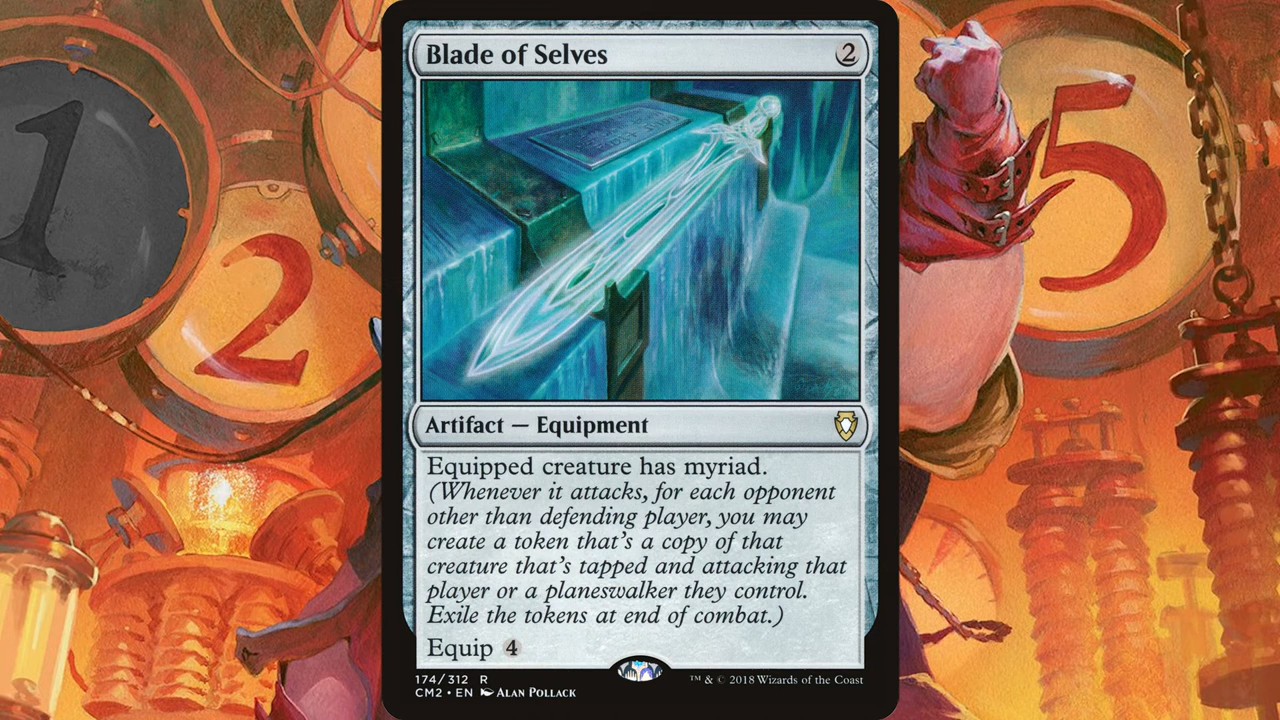 1
2
5
Blade of Selves 2
Artifact — Equipment
Equipped creature has myriad.
(Whenever it attacks, for each opponent
other than defending player, you may
create a token that's a copy of that
creature that's tapped and attacking that
player or a planeswalker they control.
Exile the tokens at end of combat.)
Equip 4
174/312 R
CM2 • EN ALAN POLLACK
™ & © 2018 Wizards of the Coast